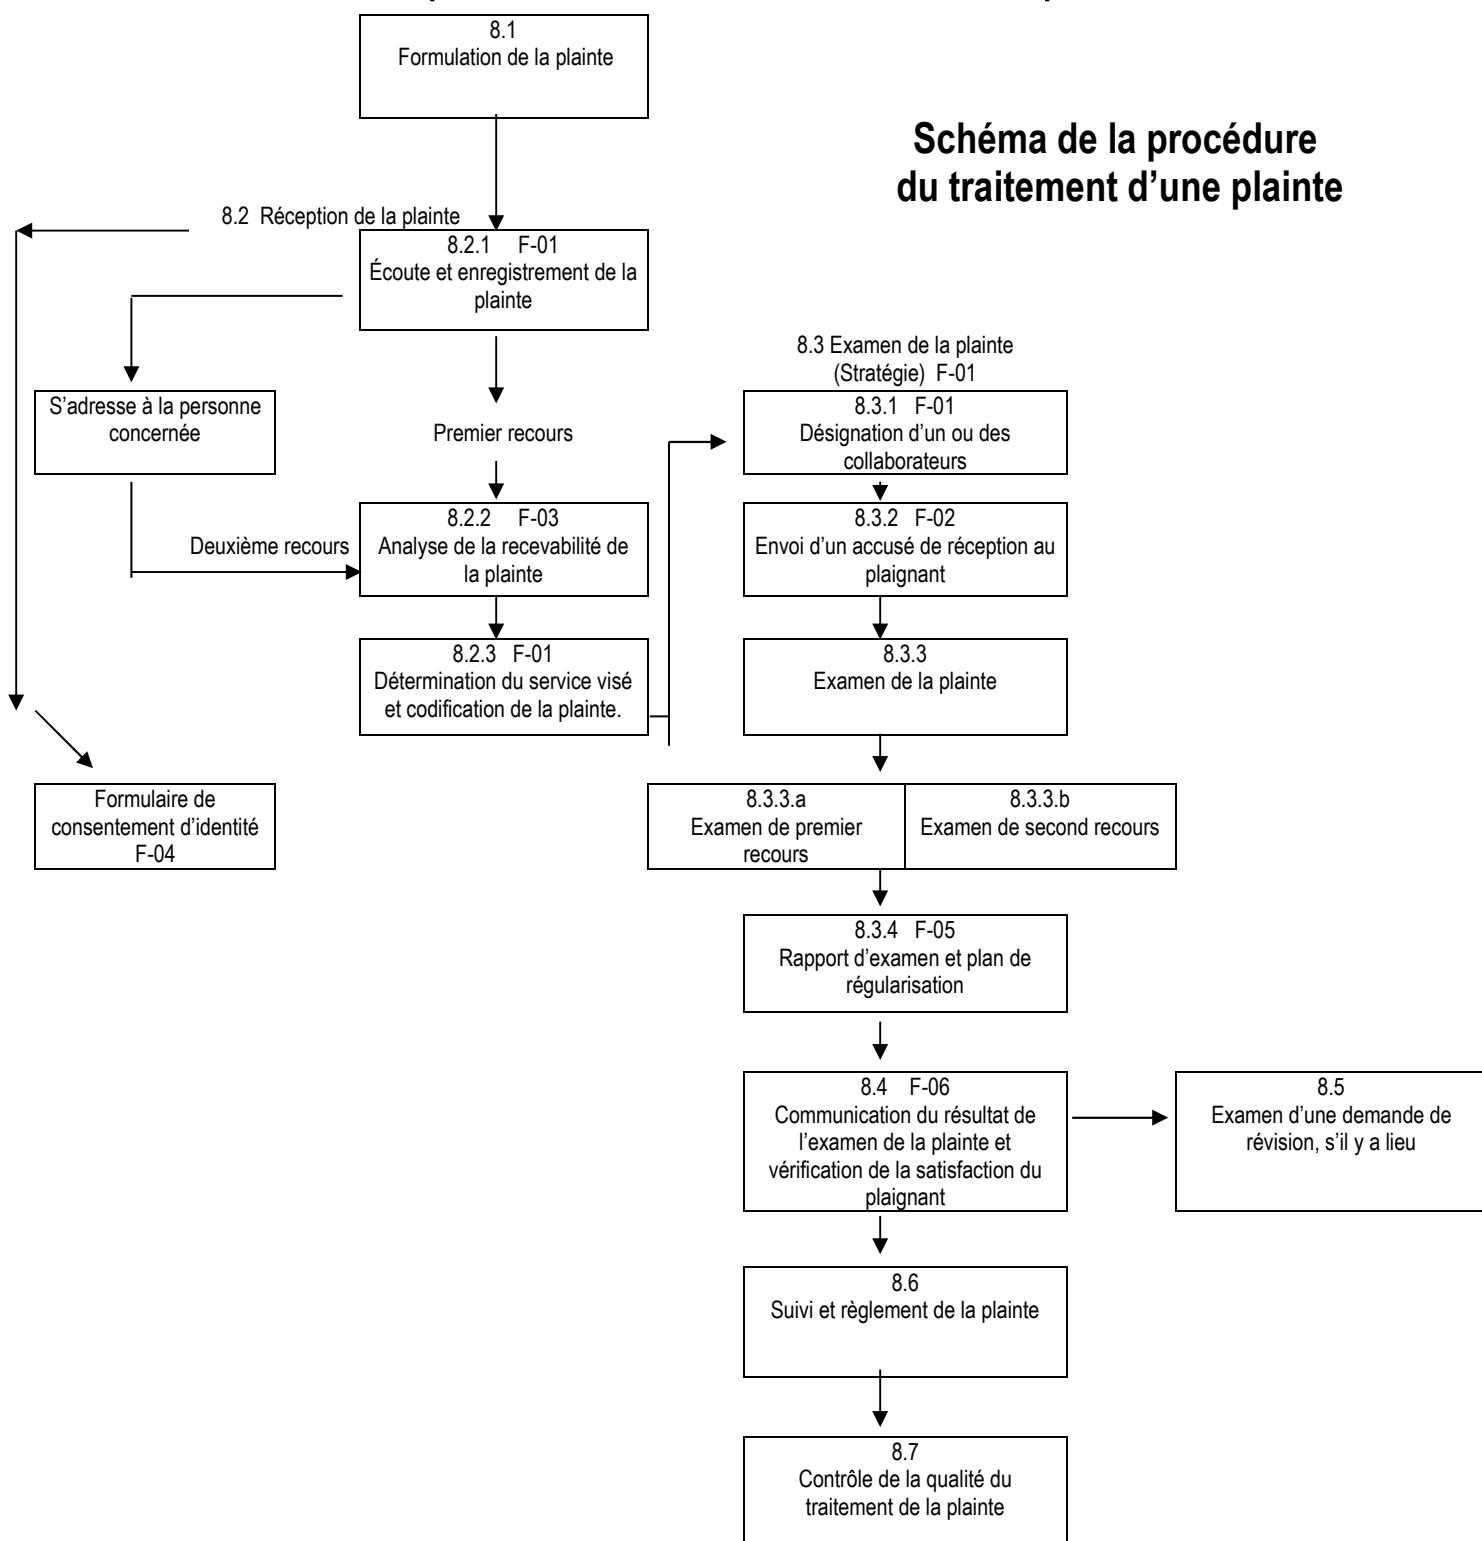 8.1
Formulation de la plainte
Schéma de la procédure
du traitement d’une plainte
8.2 Réception de la plainte
8.2.1 F-01
Écoute et enregistrement de la
plainte
S’adresse à la personne
concernée
Premier recours
Deuxième recours
8.2.2 F-03
Analyse de la recevabilité de
la plainte
8.2.3 F-01
Détermination du service visé
et codification de la plainte.
Formulaire de
consentement d’identité
F-04
8.3 Examen de la plainte
(Stratégie) F-01
8.3.1 F-01
Désignation d’un ou des
collaborateurs
8.3.2 F-02
Envoi d’un accusé de réception au
plaignant
8.3.3
Examen de la plainte
8.3.3.a
Examen de premier
recours
8.3.3.b
Examen de second recours
8.3.4 F-05
Rapport d’examen et plan de
régularisation
8.4 F-06
Communication du résultat de
l’examen de la plainte et
vérification de la satisfaction du
plaignant
8.5
Examen d’une demande de
révision, s’il y a lieu
8.6
Suivi et règlement de la plainte
8.7
Contrôle de la qualité du
traitement de la plainte